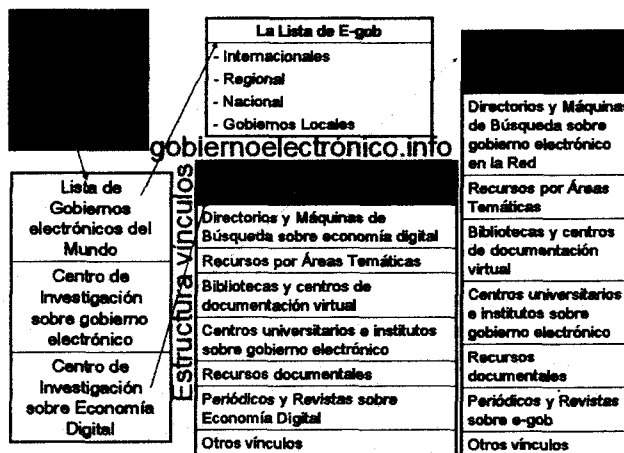 La Lista de E-gob
- Internacionales
- Regional
- Nacional
- Gobiernos Locales
gobiernoelectrónico.info
Estructura vínculos
Lista de
Gobiernos
electrónicos del
Mundo
Centro de
Investigación
sobre gobierno
electrónico
Centro de
Investigación
sobre Economía
Digital
Directorios y Máquinas de
Búsqueda sobre economía digital
Recursos por Áreas Temáticas
Bibliotecas y centros de
documentación virtual
Centros universitarios e institutos
sobre gobierno electrónico
Recursos documentales
Periódicos y Revistas sobre
Economía Digital
Otros vínculos
Directorios y Máquinas
de Búsqueda sobre
gobierno electrónico
en la Red
Recursos por Áreas
Temáticas
Bibliotecas y centros
de documentación
virtual
Centros universitarios
e institutos sobre
gobierno electrónico
Recursos
documentales
Periódicos y Revistas
sobre e-gob
Otros vínculos